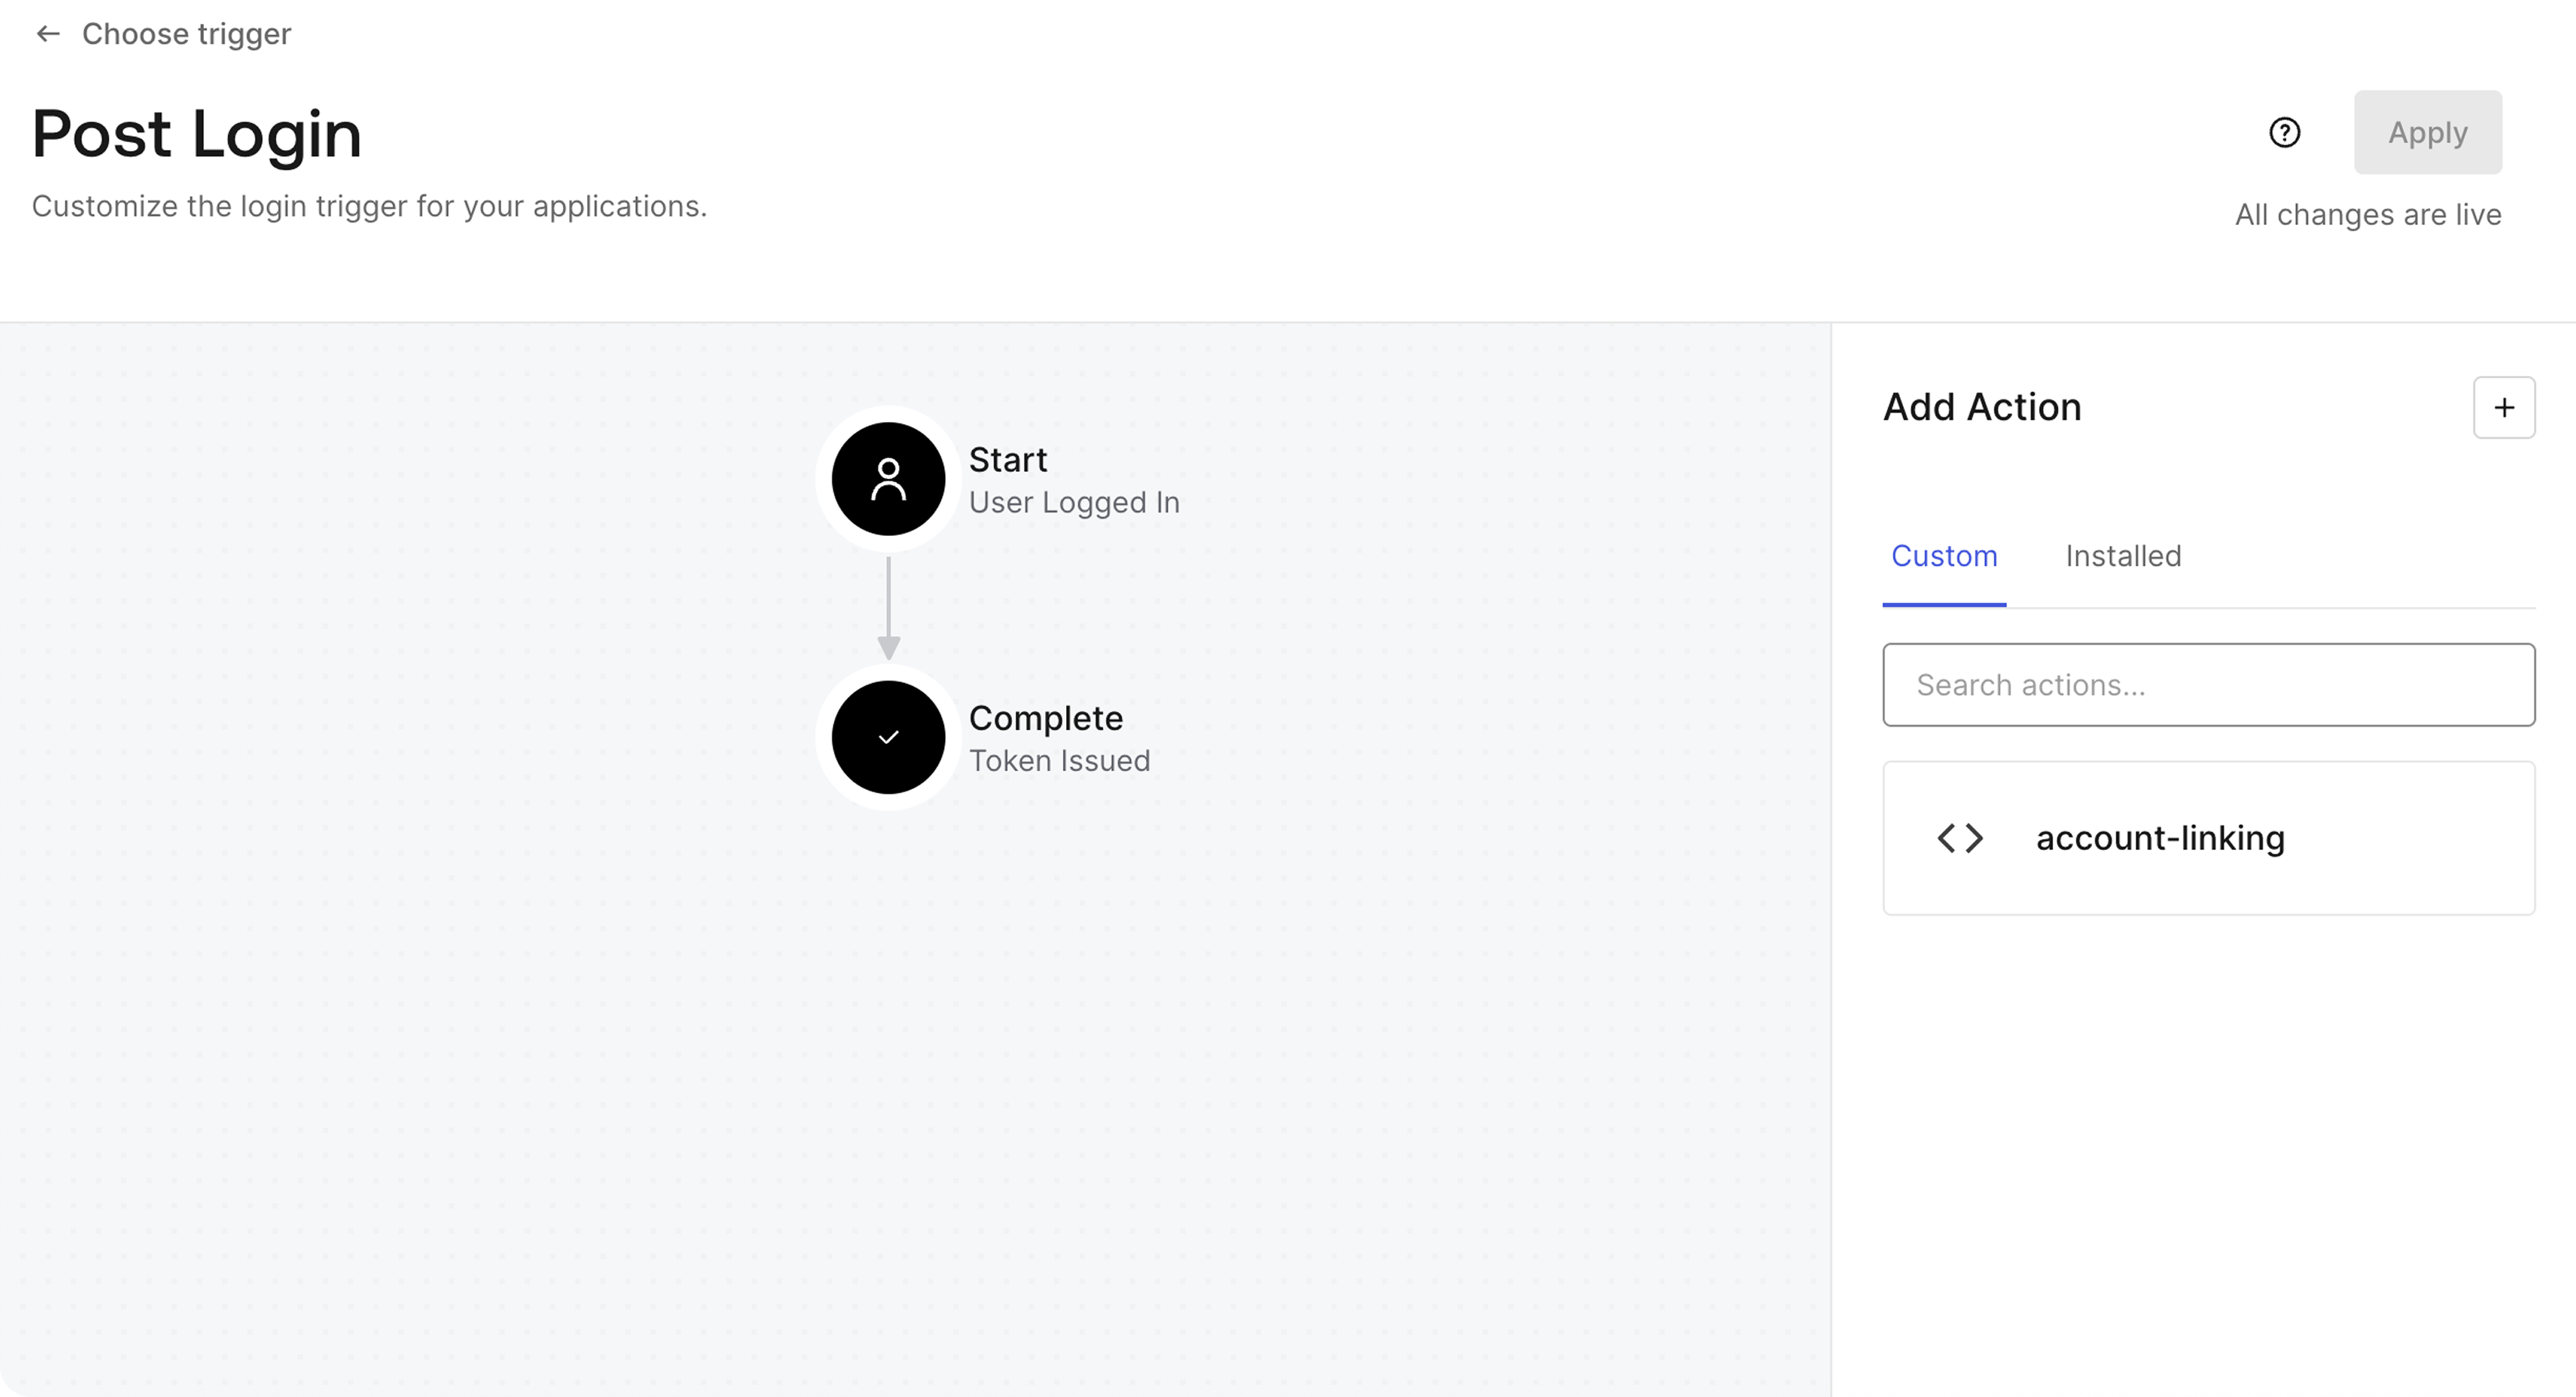 Choose trigger
Post Login
Apply
Customize the login trigger for your applications.
All changes are live
Start
User Logged In
Complete
Token Issued
Add Action
Custom
Installed
Search actions...
account-linking